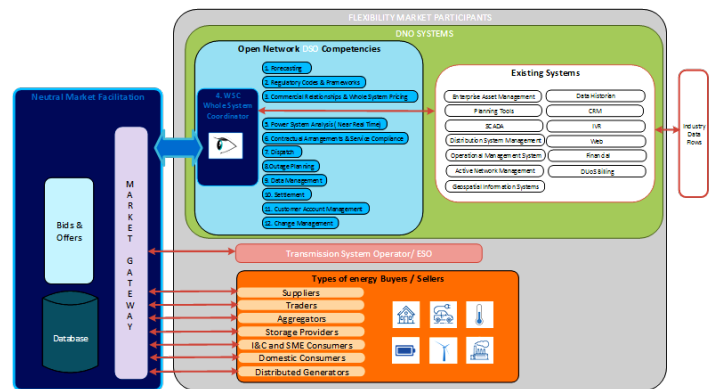 FLEXIBILITY MARKET PARTICIPANTS
DNO SYSTEMS
Open Network DSO Competencies
1. Forecasting
2. Regulatory Codes & Frameworks
3. Commercial Relationships & Whole System Pricing
4. WSC
Whole System
Coordinator
5. Power System Analysis (Near Real Time)
6. Contractual Arrangements & Service Compliance
7. Dispatch
8.Outage Planning
9. Data Management
10. Settlement
11. Customer Account Management
12. Change Management
Existing Systems
Enterprise Asset Management
Planning Tools
SCADA
Distribution System Management
Operational Management System
Active Network Management
Geospatial Information Systems
Data Historian
CRM
IVR
Web
Financial
DUoS Billing
Industry
Data
Flows
Neutral Market Facilitation
Bids &
Offers
Database
MARKET GATEWAY
Transmission System Operator/ ESO
Types of energy Buyers / Sellers
Suppliers
Traders
Aggregators
Storage Providers
I&C and SME Consumers
Domestic Consumers
Distributed Generators